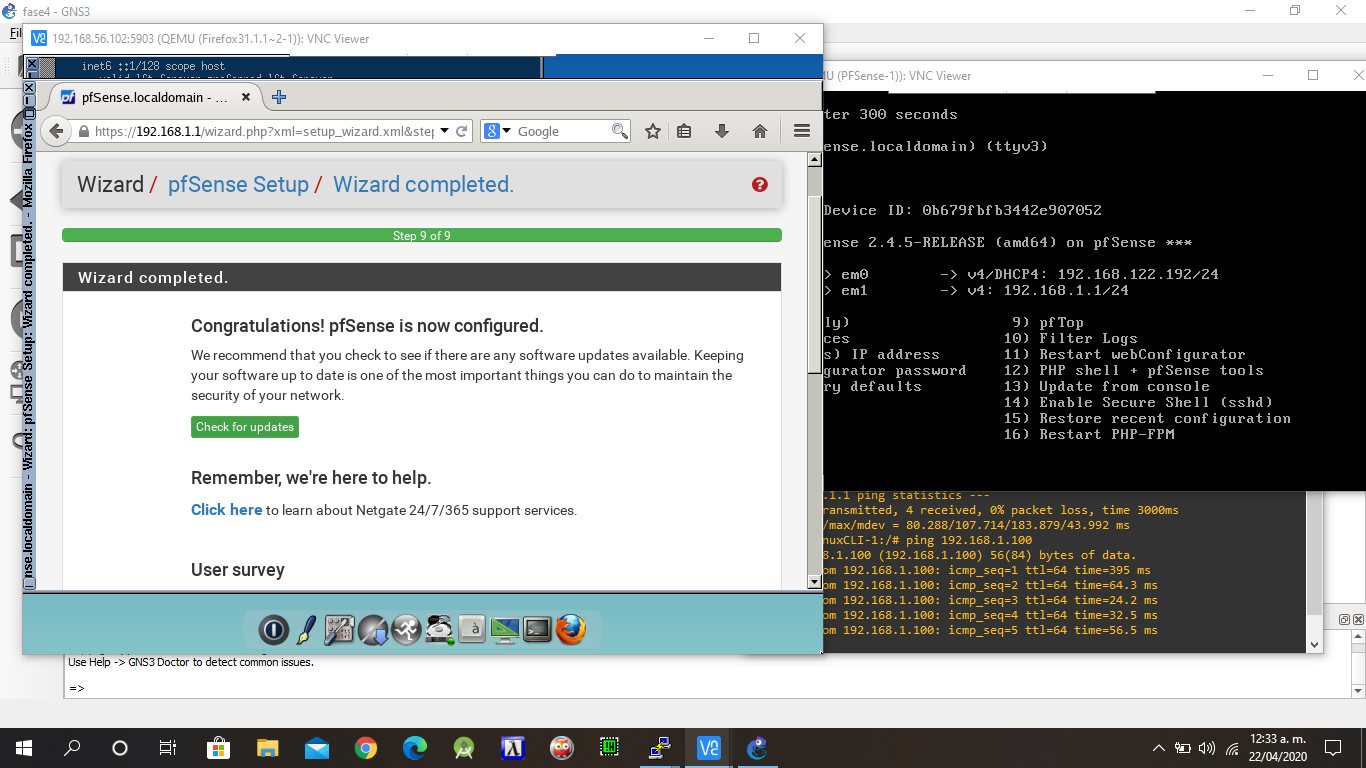 fase4 - GNS3
192.168.56.102:5903 (QEMU (Firefox31.1.1~2-1)): VNC Viewer
inet6 ::1/128 scope host
pfSense.localdomain - ...
https://192.168.1.1/wizard.php?xml=setup_wizard.xml&step
Google
Wizard / pfSense Setup / Wizard completed.
Step 9 of 9
Wizard completed.
Congratulations! pfSense is now configured.
We recommend that you check to see if there are any software updates available. Keeping
your software up to date is one of the most important things you can do to maintain the
security of your network.
Check for updates
Remember, we're here to help.
Click here to learn about Netgate 24/7/365 support services.
User survey
nse.localdomain - Wizard: pfSense Setup: Wizard completed. - Mozilla Firefox
MU (PFSense-1)): VNC Viewer
ter 300 seconds
ense.localdomain) (ttyv3)
Device ID: 0b679fbfb3442e907052
ense 2.4.5-RELEASE (amd64) on pfSense ***
> em0 -> v4/DHCP4: 192.168.122.192/24
> em1 -> v4: 192.168.1.1/24
ly) 9) pfTop
ces 10) Filter Logs
s) IP address 11) Restart webConfigurator
gurator password 12) PHP shell + pfSense tools
ry defaults 13) Update from console
14) Enable Secure Shell (sshd)
15) Restore recent configuration
16) Restart PHP-FPM
.1.1 ping statistics ---
ransmitted, 4 received, 0% packet loss, time 3000ms
/max/mdev = 80.288/107.714/183.879/43.992 ms
nuxCLI-1:/# ping 192.168.1.100
8.1.100 (192.168.1.100) 56(84) bytes of data.
om 192.168.1.100: icmp_seq=1 ttl=64 time=395 ms
om 192.168.1.100: icmp_seq=2 ttl=64 time=64.3 ms
om 192.168.1.100: icmp_seq=3 ttl=64 time=24.2 ms
om 192.168.1.100: icmp_seq=4 ttl=64 time=32.5 ms
om 192.168.1.100: icmp_seq=5 ttl=64 time=56.5 ms
Use Help -> GNS3 Doctor to detect common issues.
=>
12:33 a. m.
22/04/2020